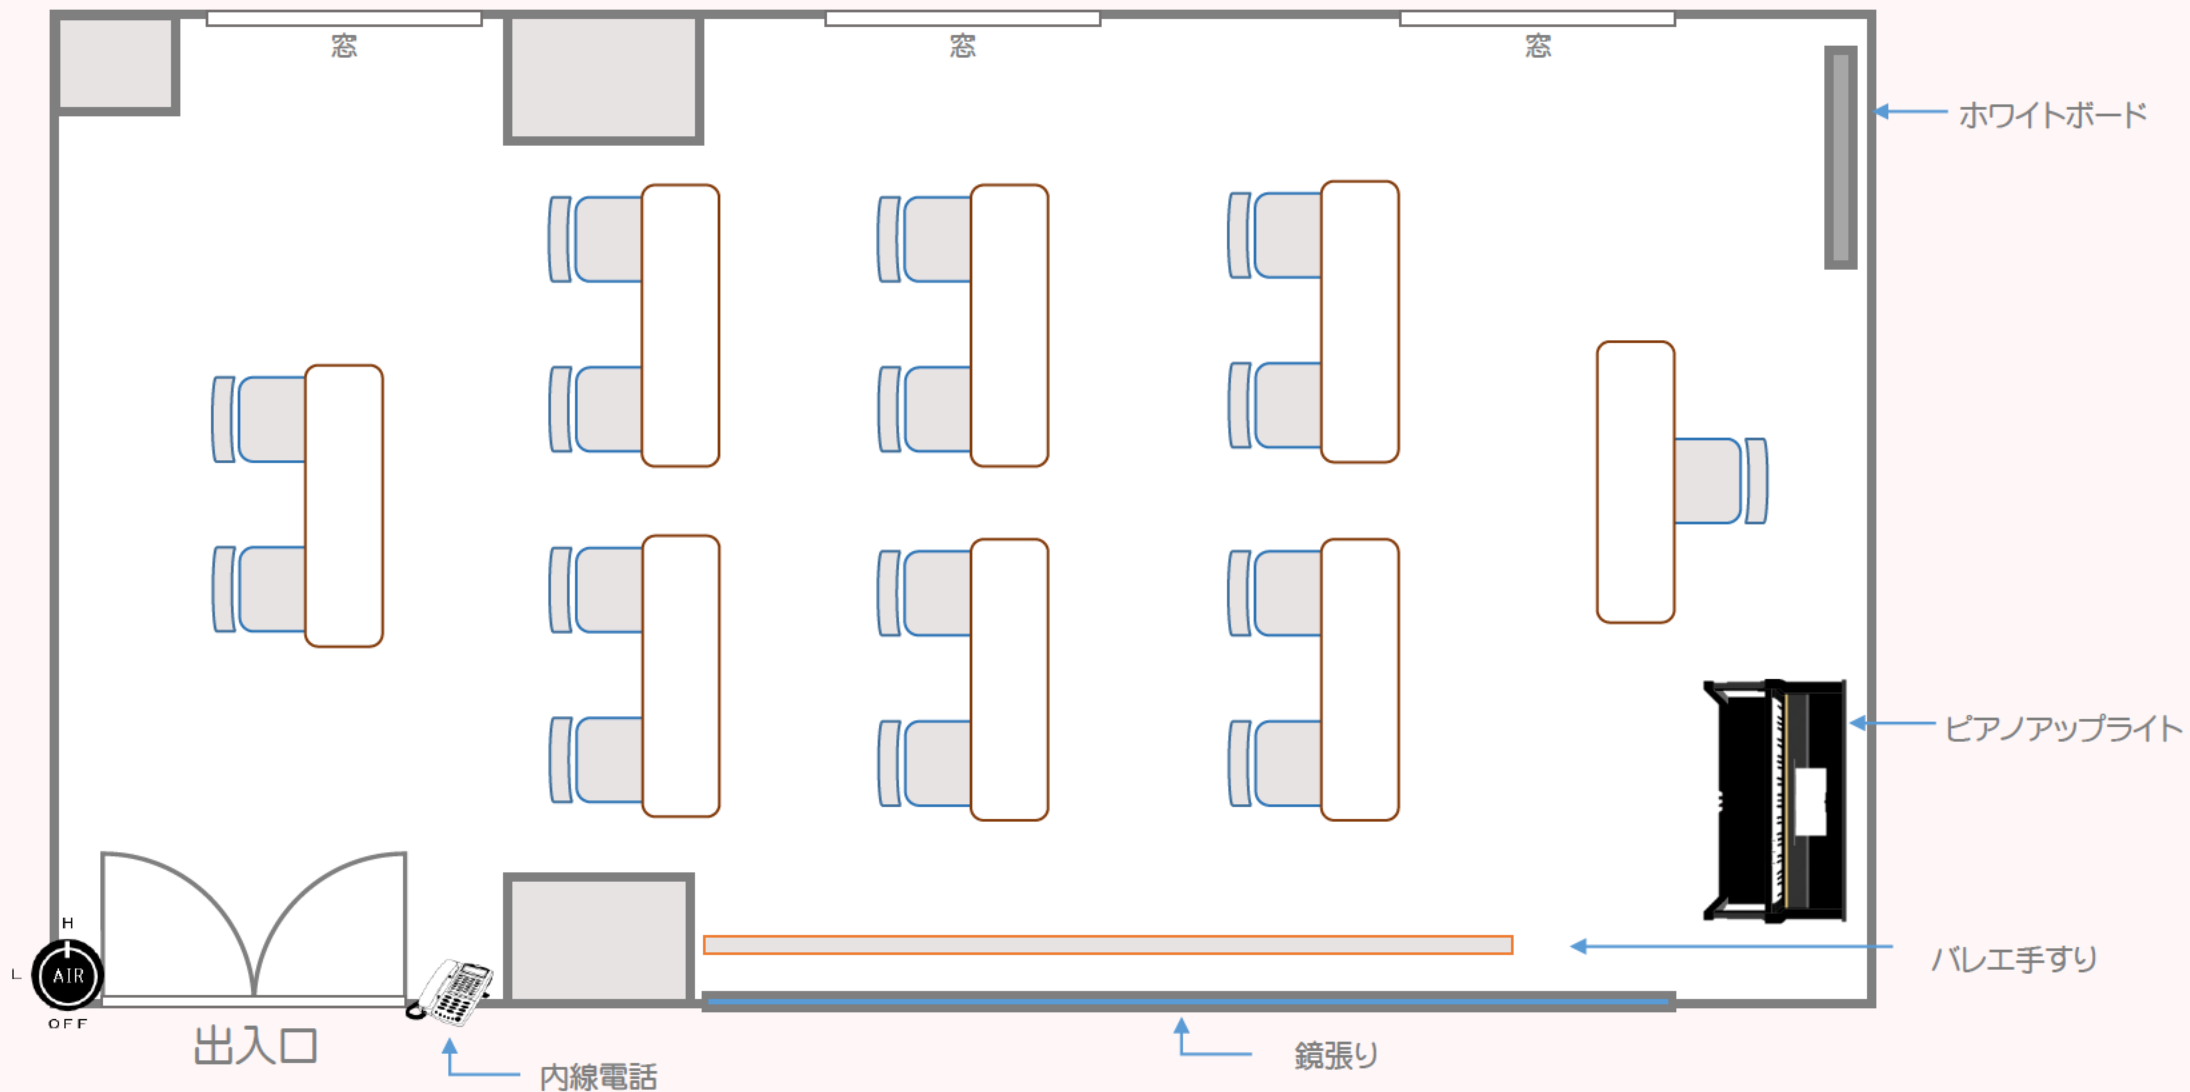 窓
窓
窓
ホワイトボード
ピアノアップライト
バレエ手すり
H
L
AIR
OFF
出入口
内線電話
鏡張り